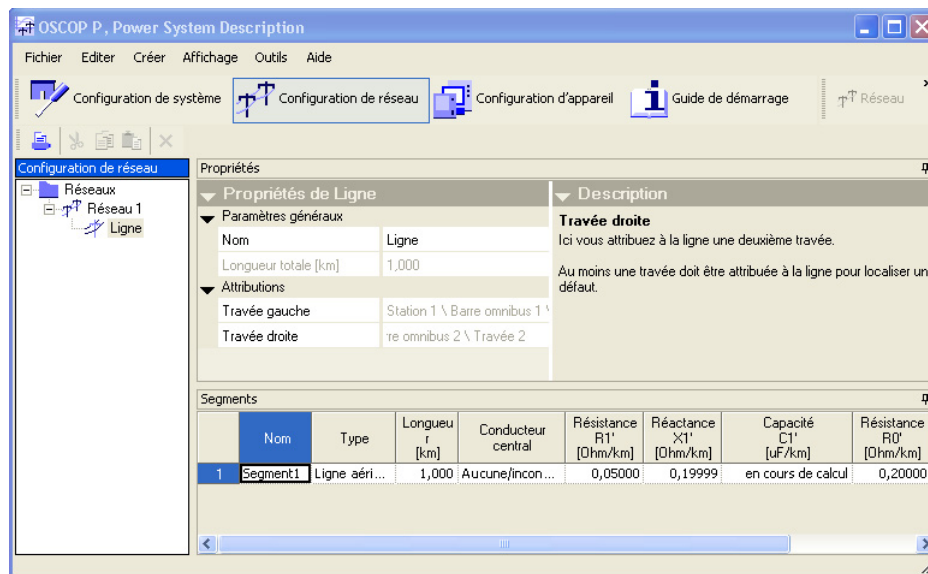 OSCOP P, Power System Description
Fichier Editer Créer Affichage Outils Aide
Configuration de système Configuration de réseau Configuration d'appareil Guide de démarrage Réseau
Configuration de réseau
Réseaux
Réseau 1
Ligne
Propriétés
Propriétés de Ligne
Paramètres généraux
Nom Ligne
Longueur totale [km] 1,000
Attributions
Travée gauche Station 1 \ Barre omnibus 1 \
Travée droite re omnibus 2 \ Travée 2
Description
Travée droite
Ici vous attribuez à la ligne une deuxième travée.
Au moins une travée doit être attribuée à la ligne pour localiser un
défaut.
Segments
Nom Type Longueu
r
[km] Conducteur
central Résistance
R1'
[Ohm/km] Réactance
X1'
[Ohm/km] Capacité
C1'
[uF/km] Résistance
R0'
[Ohm/km]
1 Segment1 Ligne aéri... 1,000 Aucune/incon... 0,05000 0,19999 en cours de calcul 0,20000